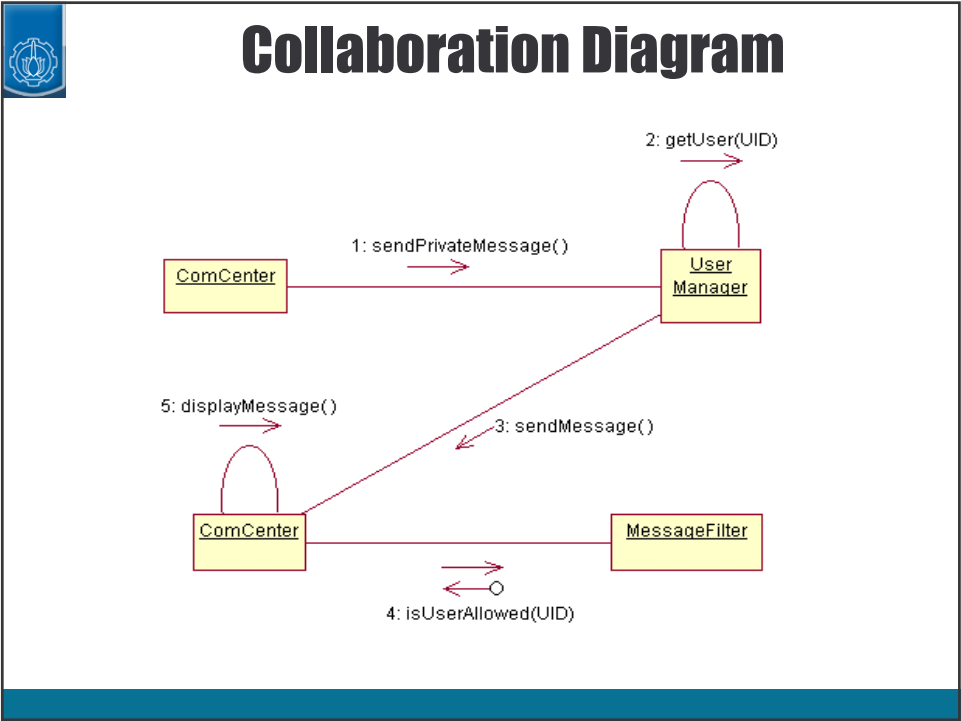 Collaboration Diagram
2: getUser(UID)
1: sendPrivateMessage()
ComCenter
User
Manager
5: displayMessage()
3: sendMessage()
ComCenter
MessageFilter
4: isUserAllowed(UID)